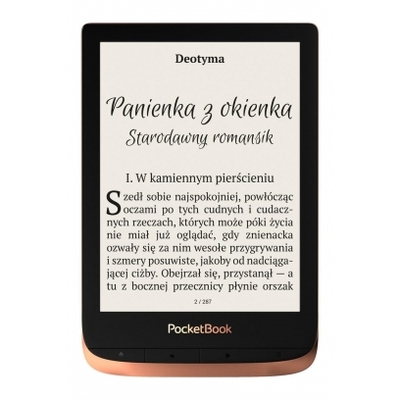 Deotyma
Panienka z okienka
Starodawny romansik
I. W kamiennym pierścieniu
Szedł sobie najspokojniej, powłócząc
oczami po tych cudnych i cudacz-
nych rzeczach, których może póki życia
nie miał już oglądać, gdy znienacka
ozwały się za nim wesołe przygrywania
i szmery posuwiste, jakoby od nadciąga-
jącej ciżby. Obejrzał się, przystanął — a
tu z bocznej przecznicy płynie orszak
2 / 287
PocketBook